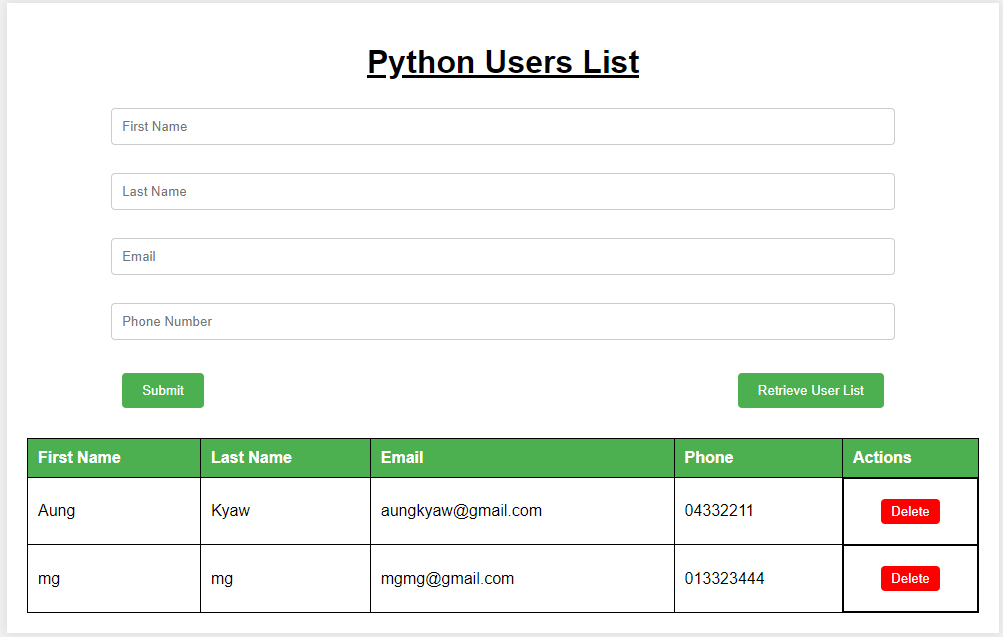 Python Users List
First Name
Last Name
Email
Phone Number
Submit Retrieve User List
First Name Last Name Email Phone Actions
Aung Kyaw aungkyaw@gmail.com 04332211 Delete
mg mg mgmg@gmail.com 013323444 Delete